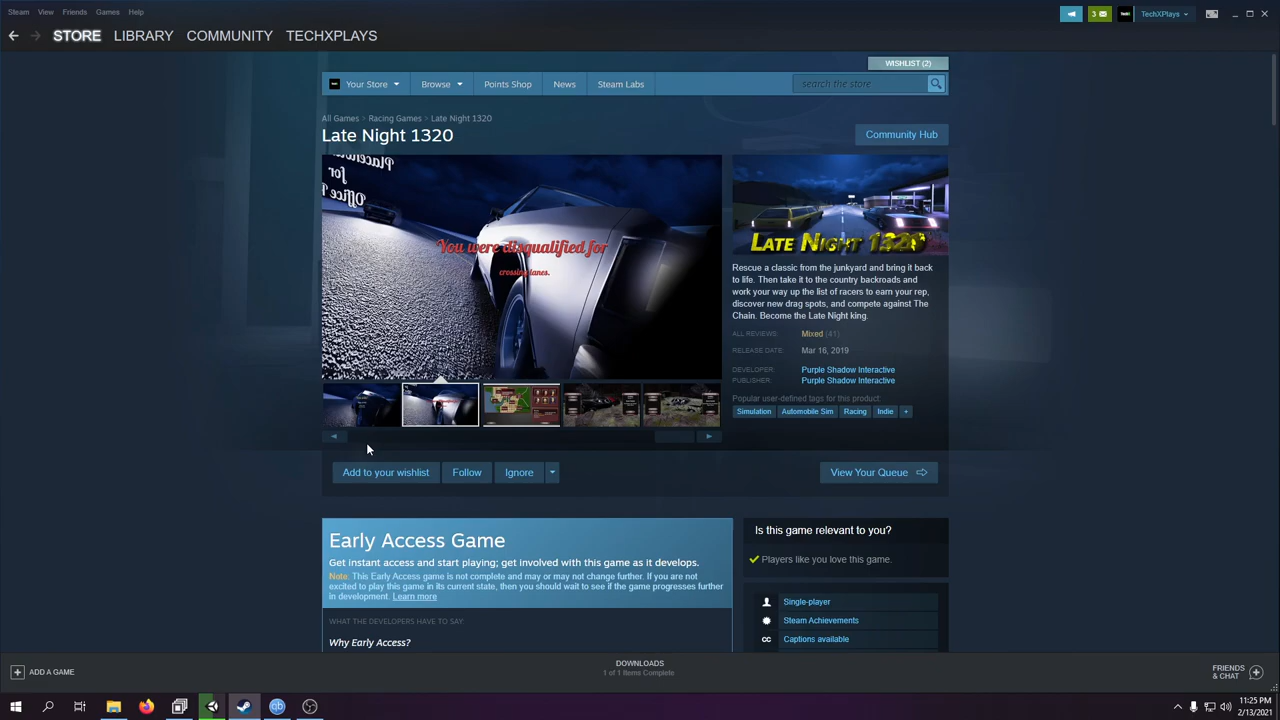 Steam View Friends Games Help
3
TechXPlays
STORE LIBRARY COMMUNITY TECHXPLAYS
WISHLIST (2)
Your Store Browse Points Shop News Steam Labs search the store
All Games > Racing Games > Late Night 1320
Late Night 1320
Community Hub
Placeholder
for
Office
You were disqualified for
crossing lanes.
LATE NIGHT 1320
Rescue a classic from the junkyard and bring it back
to life. Then take it to the country backroads and
work your way up the list of racers to earn your rep,
discover new drag spots, and compete against The
Chain. Become the Late Night king.
ALL REVIEWS: Mixed (41)
RELEASE DATE: Mar 16, 2019
DEVELOPER: Purple Shadow Interactive
PUBLISHER: Purple Shadow Interactive
Popular user-defined tags for this product:
Simulation Automobile Sim Racing Indie +
Add to your wishlist Follow Ignore View Your Queue
Early Access Game
Get instant access and start playing; get involved with this game as it develops.
Note: This Early Access game is not complete and may or may not change further. If you are not
excited to play this game in its current state, then you should wait to see if the game progresses further
in development. Learn more
WHAT THE DEVELOPERS HAVE TO SAY:
Why Early Access?
Is this game relevant to you?
Players like you love this game.
Single-player
Steam Achievements
CC Captions available
ADD A GAME
DOWNLOADS
1 of 1 Items Complete
FRIENDS
& CHAT
11:25 PM
2/13/2021